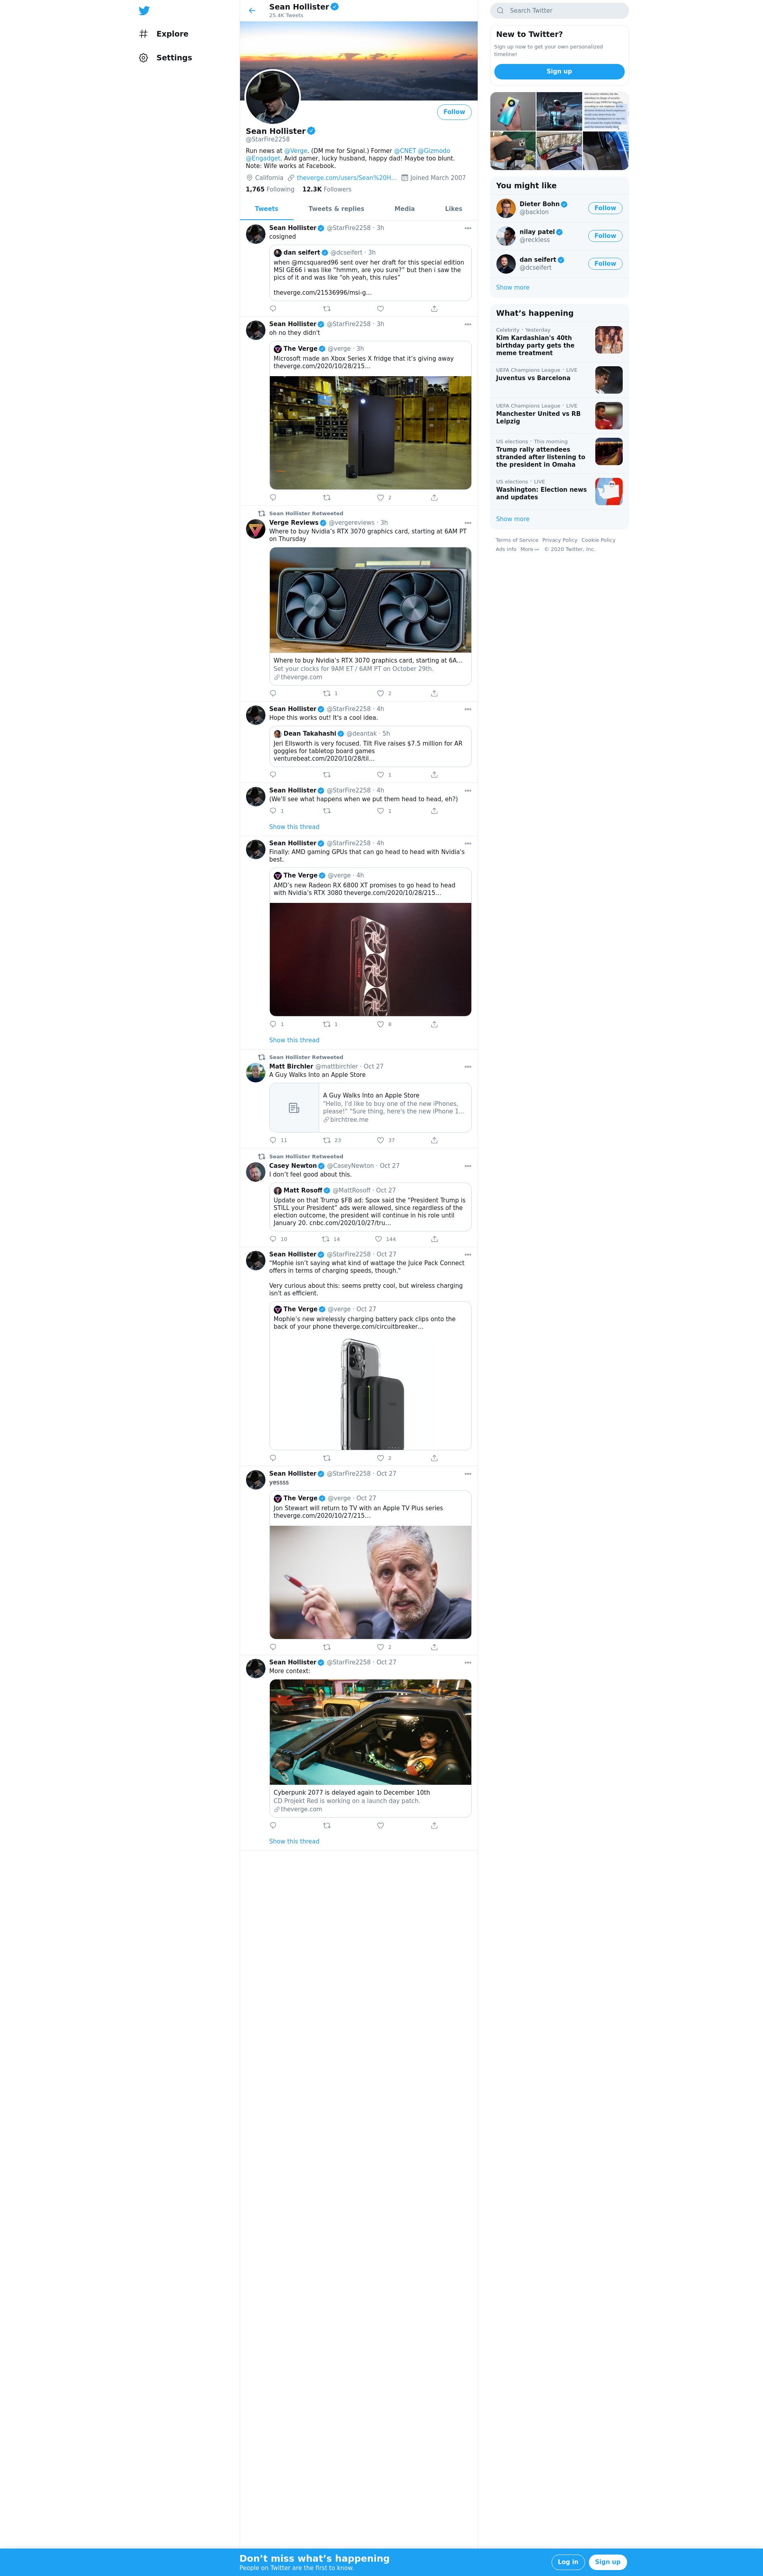 Explore
Settings
Sean Hollister
25.4K Tweets
Follow
Sean Hollister
@StarFire2258
Run news at @Verge. (DM me for Signal.) Former @CNET @Gizmodo
@Engadget. Avid gamer, lucky husband, happy dad! Maybe too blunt.
Note: Wife works at Facebook.
California theverge.com/users/Sean%20H... Joined March 2007
1,765 Following 12.3K Followers
Tweets Tweets & replies Media Likes
Sean Hollister @StarFire2258 · 3h
cosigned
dan seifert @dcseifert · 3h
when @mcsquared96 sent over her draft for this special edition
MSI GE66 i was like “hmmm, are you sure?” but then i saw the
pics of it and was like “oh yeah, this rules”
theverge.com/21536996/msi-g...
Sean Hollister @StarFire2258 · 3h
oh no they didn't
The Verge @verge · 3h
Microsoft made an Xbox Series X fridge that it’s giving away
theverge.com/2020/10/28/215...
2
Sean Hollister Retweeted
Verge Reviews @vergereviews · 3h
Where to buy Nvidia’s RTX 3070 graphics card, starting at 6AM PT
on Thursday
Where to buy Nvidia’s RTX 3070 graphics card, starting at 6A...
Set your clocks for 9AM ET / 6AM PT on October 29th.
theverge.com
1 2
Sean Hollister @StarFire2258 · 4h
Hope this works out! It's a cool idea.
Dean Takahashi @deantak · 5h
Jeri Ellsworth is very focused. Tilt Five raises $7.5 million for AR
goggles for tabletop board games
venturebeat.com/2020/10/28/til...
1
Sean Hollister @StarFire2258 · 4h
(We'll see what happens when we put them head to head, eh?)
1 1
Show this thread
Sean Hollister @StarFire2258 · 4h
Finally: AMD gaming GPUs that can go head to head with Nvidia's
best.
The Verge @verge · 4h
AMD’s new Radeon RX 6800 XT promises to go head to head
with Nvidia’s RTX 3080 theverge.com/2020/10/28/215...
RADEON
1 1 8
Show this thread
Sean Hollister Retweeted
Matt Birchler @mattbirchler · Oct 27
A Guy Walks Into an Apple Store
A Guy Walks Into an Apple Store
“Hello, I'd like to buy one of the new iPhones,
please!” “Sure thing, here's the new iPhone 1...
birchtree.me
11 23 37
Sean Hollister Retweeted
Casey Newton @CaseyNewton · Oct 27
I don’t feel good about this.
Matt Rosoff @MattRosoff · Oct 27
Update on that Trump $FB ad: Spox said the “President Trump is
STILL your President” ads were allowed, since regardless of the
election outcome, the president will continue in his role until
January 20. cnbc.com/2020/10/27/tru...
10 14 144
Sean Hollister @StarFire2258 · Oct 27
"Mophie isn't saying what kind of wattage the Juice Pack Connect
offers in terms of charging speeds, though."
Very curious about this: seems pretty cool, but wireless charging
isn't as efficient.
The Verge @verge · Oct 27
Mophie’s new wirelessly charging battery pack clips onto the
back of your phone theverge.com/circuitbreaker...
2
Sean Hollister @StarFire2258 · Oct 27
yessss
The Verge @verge · Oct 27
Jon Stewart will return to TV with an Apple TV Plus series
theverge.com/2020/10/27/215...
2
Sean Hollister @StarFire2258 · Oct 27
More context:
Cyberpunk 2077 is delayed again to December 10th
CD Projekt Red is working on a launch day patch.
theverge.com
Show this thread
Search Twitter
New to Twitter?
Sign up now to get your own personalized
timeline!
Sign up
You might like
Dieter Bohn
@backlon
Follow
nilay patel
@reckless
Follow
dan seifert
@dcseifert
Follow
Show more
What’s happening
Celebrity · Yesterday
Kim Kardashian's 40th
birthday party gets the
meme treatment
UEFA Champions League · LIVE
Juventus vs Barcelona
UEFA Champions League · LIVE
Manchester United vs RB
Leipzig
US elections · This morning
Trump rally attendees
stranded after listening to
the president in Omaha
US elections · LIVE
Washington: Election news
and updates
Show more
Terms of Service Privacy Policy Cookie Policy
Ads info More © 2020 Twitter, Inc.
Don’t miss what’s happening
People on Twitter are the first to know.
Log in
Sign up